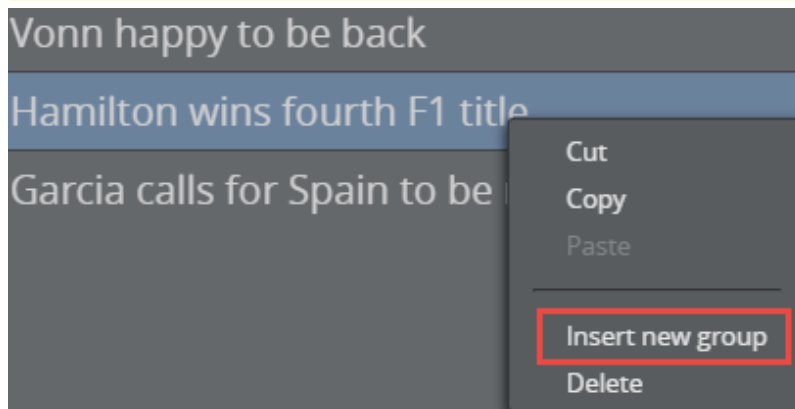 Vonn happy to be back
Hamilton wins fourth F1 title
Garcia calls for Spain to be
Cut
Copy
Paste
Insert new group
Delete